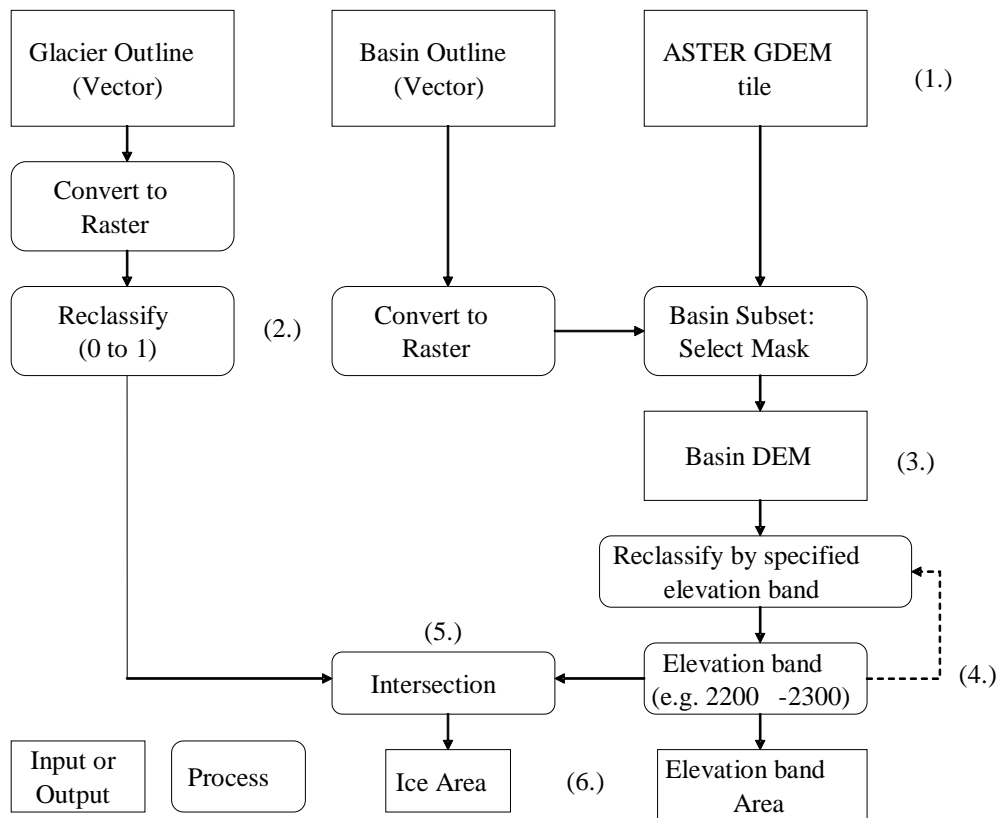 Glacier Outline
(Vector)
Basin Outline
(Vector)
ASTER GDEM
tile
(1.)
Convert to
Raster
Reclassify
(0 to 1)
(2.)
Convert to
Raster
Basin Subset:
Select Mask
Basin DEM
(3.)
Reclassify by specified
elevation band
(5.)
Intersection
Elevation band
(e.g. 2200 -2300)
(4.)
Input or
Output
Process
Ice Area
(6.)
Elevation band
Area